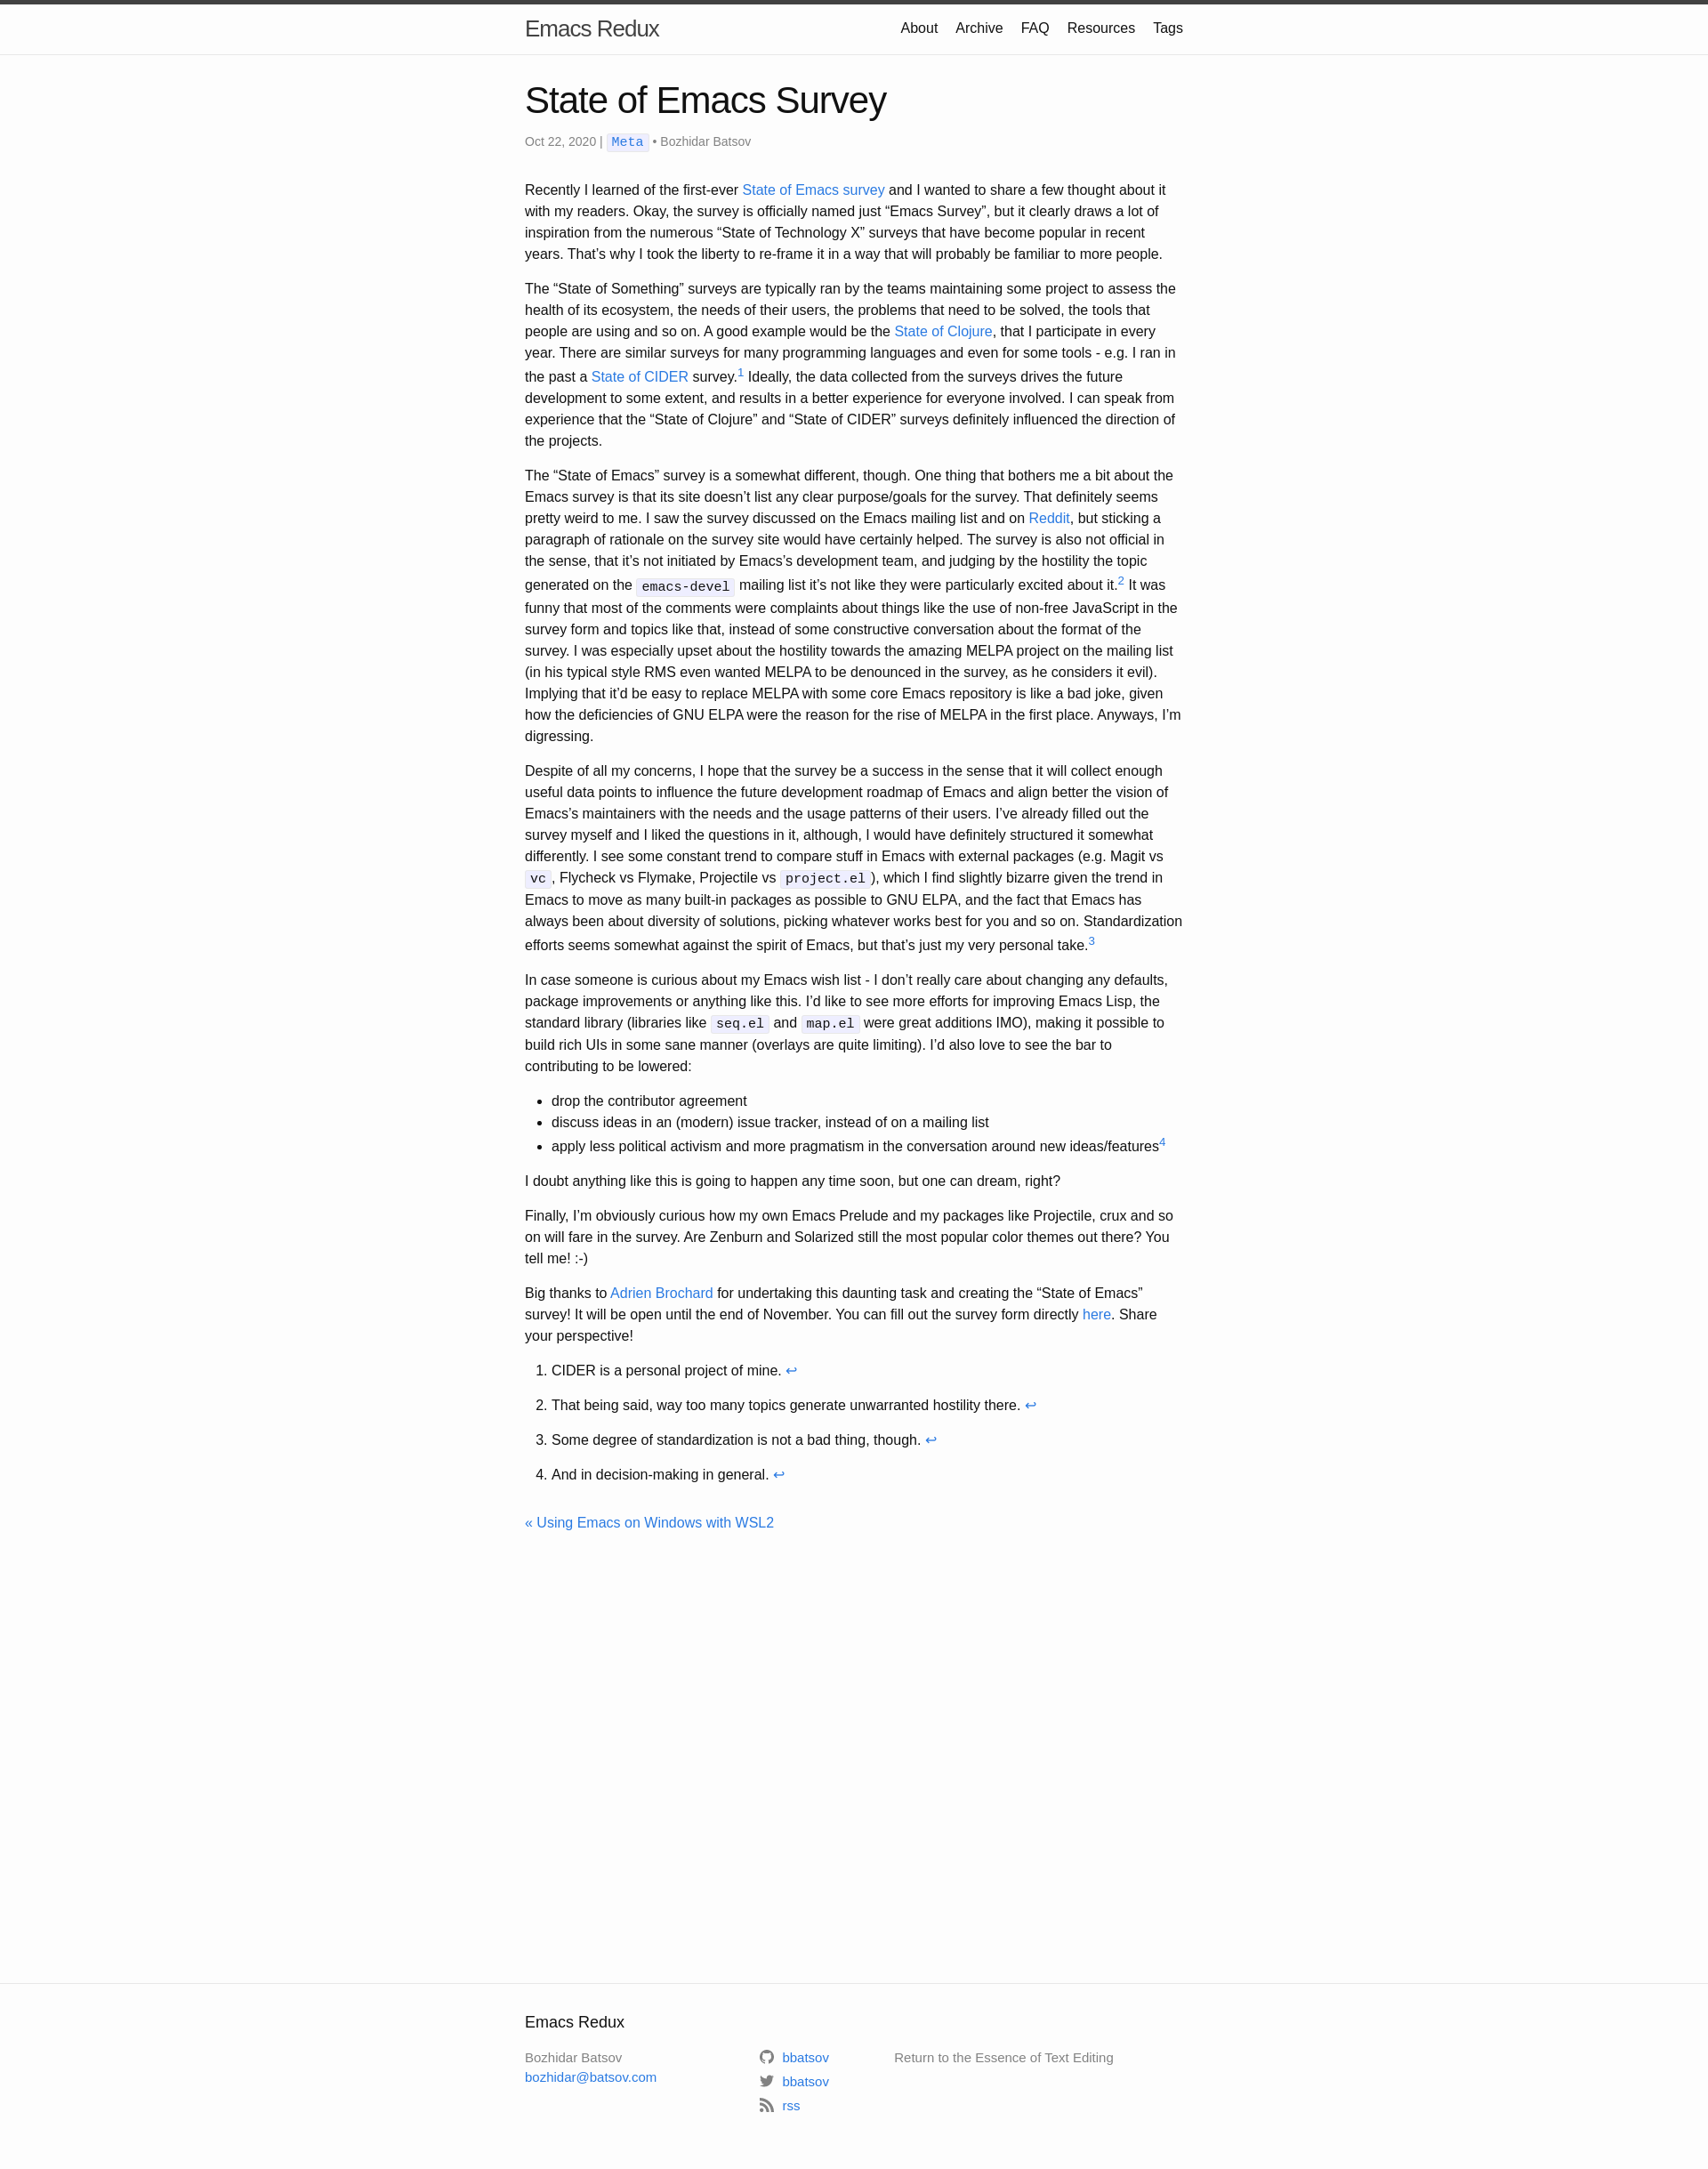 Emacs Redux
About Archive FAQ Resources Tags
State of Emacs Survey
Oct 22, 2020 | Meta • Bozhidar Batsov
Recently I learned of the first-ever State of Emacs survey and I wanted to share a few thought about it
with my readers. Okay, the survey is officially named just “Emacs Survey”, but it clearly draws a lot of
inspiration from the numerous “State of Technology X” surveys that have become popular in recent
years. That’s why I took the liberty to re-frame it in a way that will probably be familiar to more people.
The “State of Something” surveys are typically ran by the teams maintaining some project to assess the
health of its ecosystem, the needs of their users, the problems that need to be solved, the tools that
people are using and so on. A good example would be the State of Clojure, that I participate in every
year. There are similar surveys for many programming languages and even for some tools - e.g. I ran in
the past a State of CIDER survey.1 Ideally, the data collected from the surveys drives the future
development to some extent, and results in a better experience for everyone involved. I can speak from
experience that the “State of Clojure” and “State of CIDER” surveys definitely influenced the direction of
the projects.
The “State of Emacs” survey is a somewhat different, though. One thing that bothers me a bit about the
Emacs survey is that its site doesn’t list any clear purpose/goals for the survey. That definitely seems
pretty weird to me. I saw the survey discussed on the Emacs mailing list and on Reddit, but sticking a
paragraph of rationale on the survey site would have certainly helped. The survey is also not official in
the sense, that it’s not initiated by Emacs’s development team, and judging by the hostility the topic
generated on the emacs-devel mailing list it’s not like they were particularly excited about it.2 It was
funny that most of the comments were complaints about things like the use of non-free JavaScript in the
survey form and topics like that, instead of some constructive conversation about the format of the
survey. I was especially upset about the hostility towards the amazing MELPA project on the mailing list
(in his typical style RMS even wanted MELPA to be denounced in the survey, as he considers it evil).
Implying that it’d be easy to replace MELPA with some core Emacs repository is like a bad joke, given
how the deficiencies of GNU ELPA were the reason for the rise of MELPA in the first place. Anyways, I’m
digressing.
Despite of all my concerns, I hope that the survey be a success in the sense that it will collect enough
useful data points to influence the future development roadmap of Emacs and align better the vision of
Emacs’s maintainers with the needs and the usage patterns of their users. I’ve already filled out the
survey myself and I liked the questions in it, although, I would have definitely structured it somewhat
differently. I see some constant trend to compare stuff in Emacs with external packages (e.g. Magit vs
vc, Flycheck vs Flymake, Projectile vs project.el), which I find slightly bizarre given the trend in
Emacs to move as many built-in packages as possible to GNU ELPA, and the fact that Emacs has
always been about diversity of solutions, picking whatever works best for you and so on. Standardization
efforts seems somewhat against the spirit of Emacs, but that’s just my very personal take.3
In case someone is curious about my Emacs wish list - I don’t really care about changing any defaults,
package improvements or anything like this. I’d like to see more efforts for improving Emacs Lisp, the
standard library (libraries like seq.el and map.el were great additions IMO), making it possible to
build rich UIs in some sane manner (overlays are quite limiting). I’d also love to see the bar to
contributing to be lowered:
• drop the contributor agreement
• discuss ideas in an (modern) issue tracker, instead of on a mailing list
• apply less political activism and more pragmatism in the conversation around new ideas/features4
I doubt anything like this is going to happen any time soon, but one can dream, right?
Finally, I’m obviously curious how my own Emacs Prelude and my packages like Projectile, crux and so
on will fare in the survey. Are Zenburn and Solarized still the most popular color themes out there? You
tell me! :-)
Big thanks to Adrien Brochard for undertaking this daunting task and creating the “State of Emacs”
survey! It will be open until the end of November. You can fill out the survey form directly here. Share
your perspective!
1. CIDER is a personal project of mine. ↩
2. That being said, way too many topics generate unwarranted hostility there. ↩
3. Some degree of standardization is not a bad thing, though. ↩
4. And in decision-making in general. ↩
« Using Emacs on Windows with WSL2
Emacs Redux
Bozhidar Batsov
bozhidar@batsov.com
bbatsov
bbatsov
rss
Return to the Essence of Text Editing